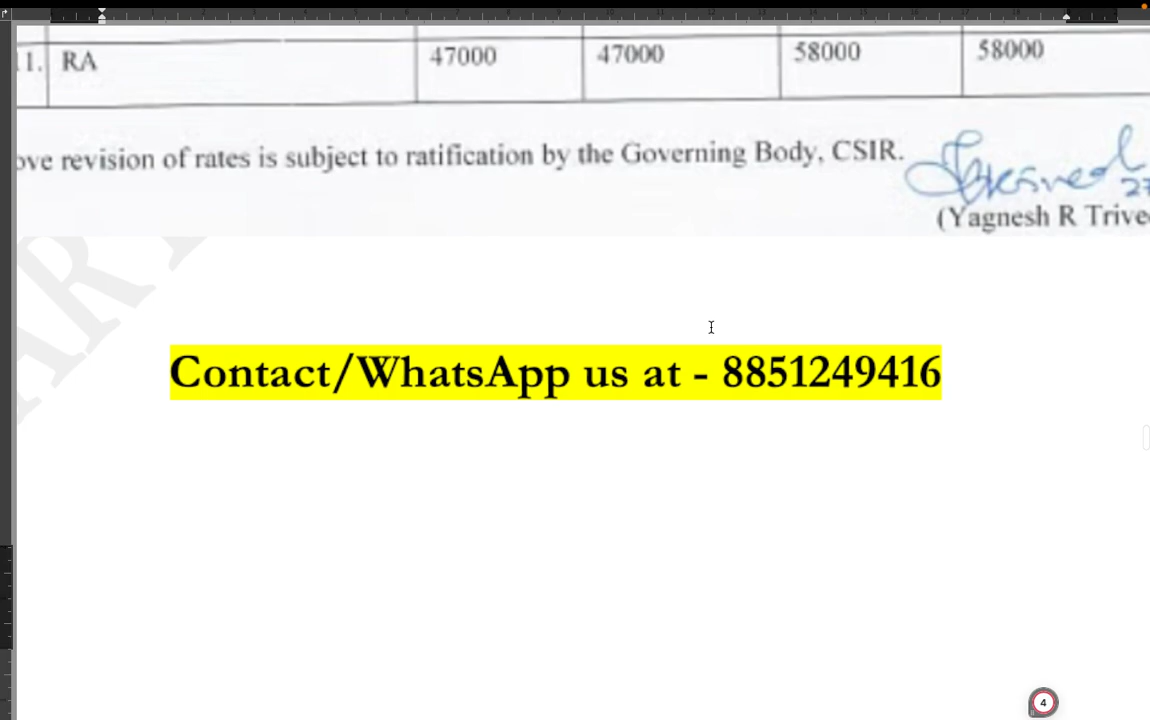 1. RA 47000 47000 58000 58000
ove revision of rates is subject to ratification by the Governing Body, CSIR.
(Yagnesh R Trive
Contact/WhatsApp us at - 8851249416
4